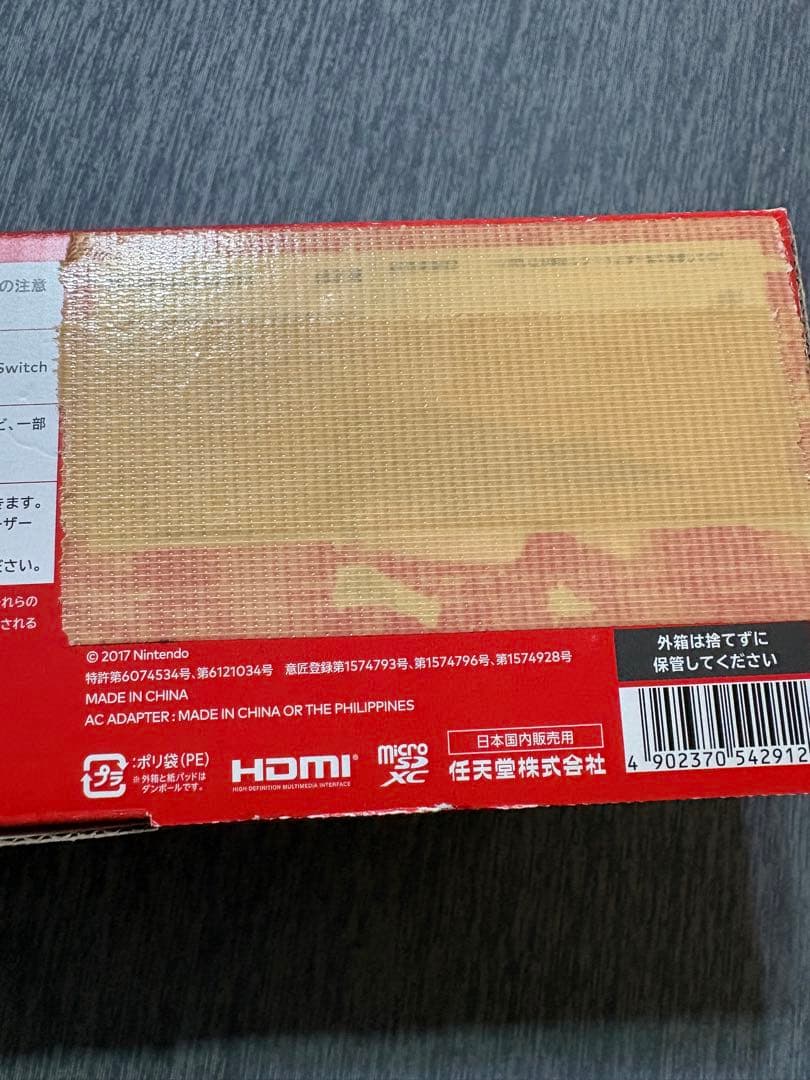 の注意
Switch
ど、一部
きます。
ーザー
ださい。
れらの
される
© 2017 Nintendo
特許第6074534号、第6121034号 意匠登録第1574793号、第1574796号、第1574928号
MADE IN CHINA
AC ADAPTER : MADE IN CHINA OR THE PHILIPPINES
外箱は捨てずに
保管してください
プラ
:ポリ袋(PE)
※外箱と紙パッドは
ダンボールです。
HDMI®
HIGH-DEFINITION MULTIMEDIA INTERFACE
micro
SD
XC
日本国内販売用
任天堂株式会社
4 902370 542912